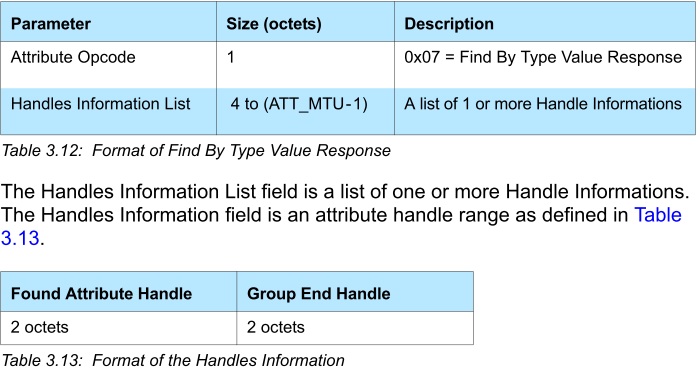 Parameter Size (octets) Description
Attribute Opcode 1 0x07 = Find By Type Value Response
Handles Information List 4 to (ATT_MTU-1) A list of 1 or more Handle Informations
Table 3.12: Format of Find By Type Value Response
The Handles Information List field is a list of one or more Handle Informations.
The Handles Information field is an attribute handle range as defined in Table
3.13.
Found Attribute Handle Group End Handle
2 octets 2 octets
Table 3.13: Format of the Handles Information